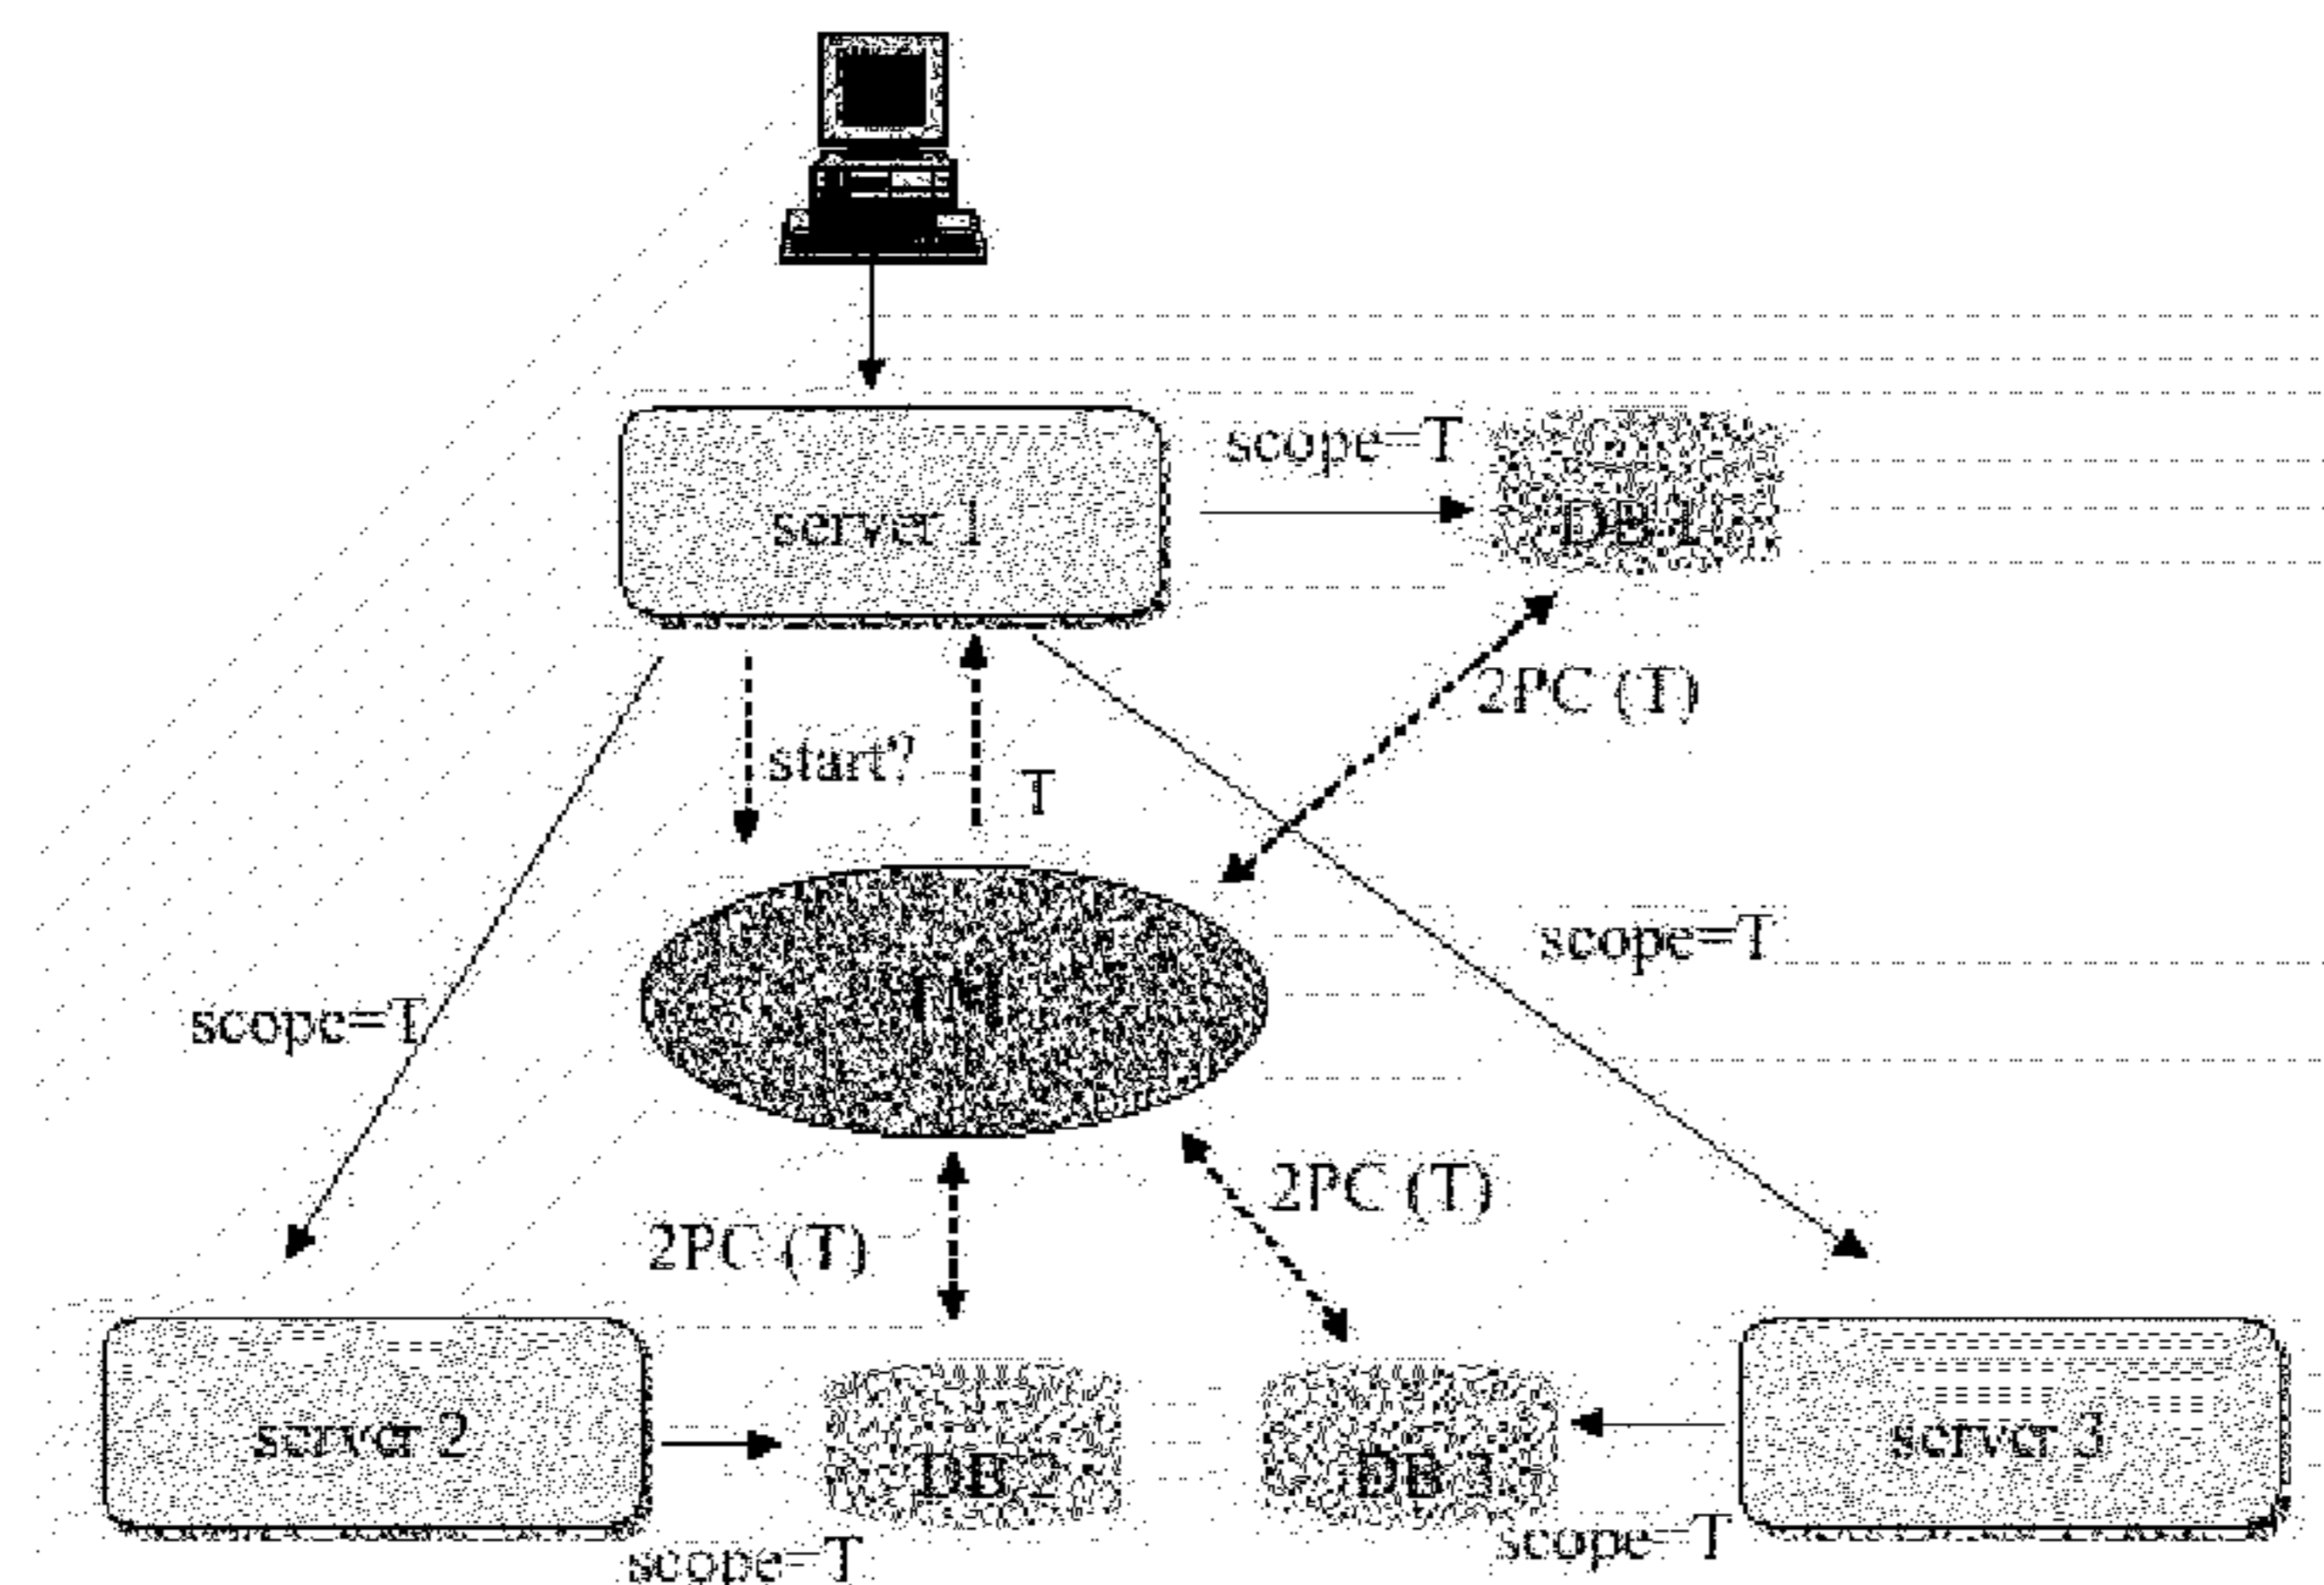 scope=T
server 1
DB 1
2PC (T)
start?
T
scope=T
scope=T
2PC (T)
2PC (T)
server 2
DB 2
DB 3
server 3
scope=T
scope=T